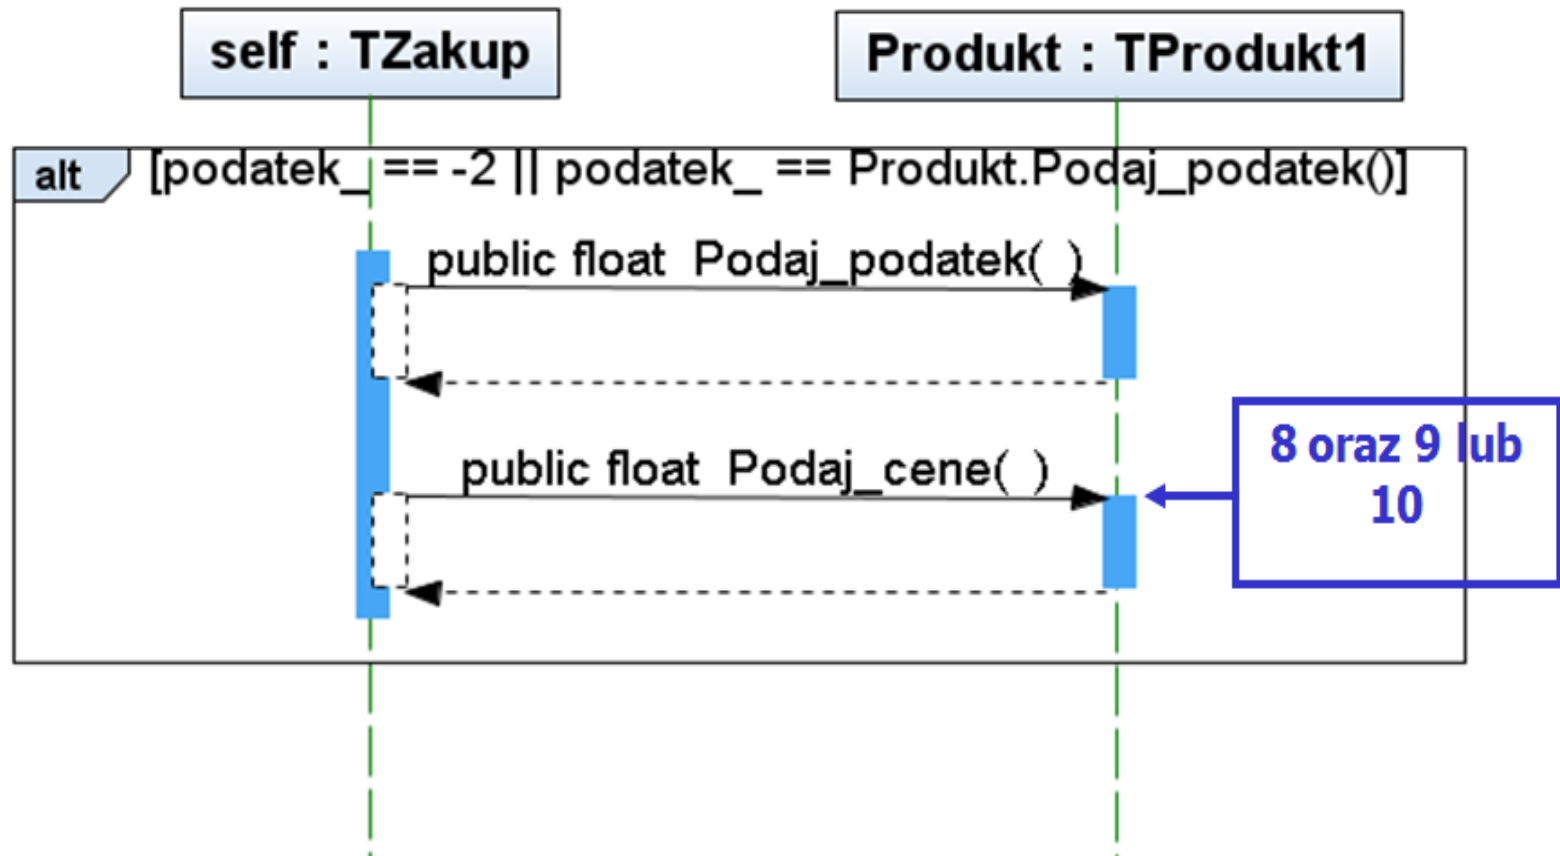 self : TZakup
Produkt : TProdukt1
alt
[podatek_ == -2 || podatek_ == Produkt.Podaj_podatek()]
public float  Podaj_podatek(  )
public float  Podaj_cene(  )
8 oraz 9 lub
10